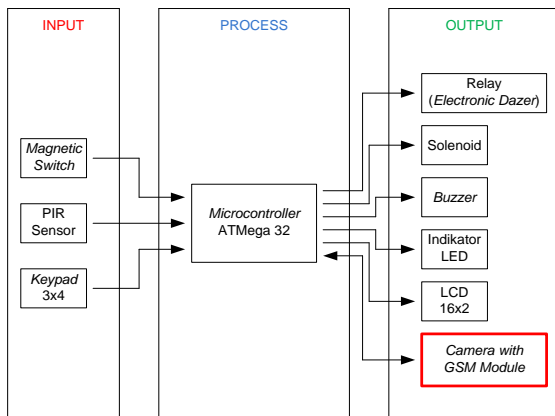 INPUT
PROCESS
OUTPUT
Magnetic
Switch
PIR
Sensor
Keypad
3x4
Microcontroller
ATMega 32
Relay
(Electronic Dazer)
Solenoid
Buzzer
Indikator
LED
LCD
16x2
Camera with
GSM Module